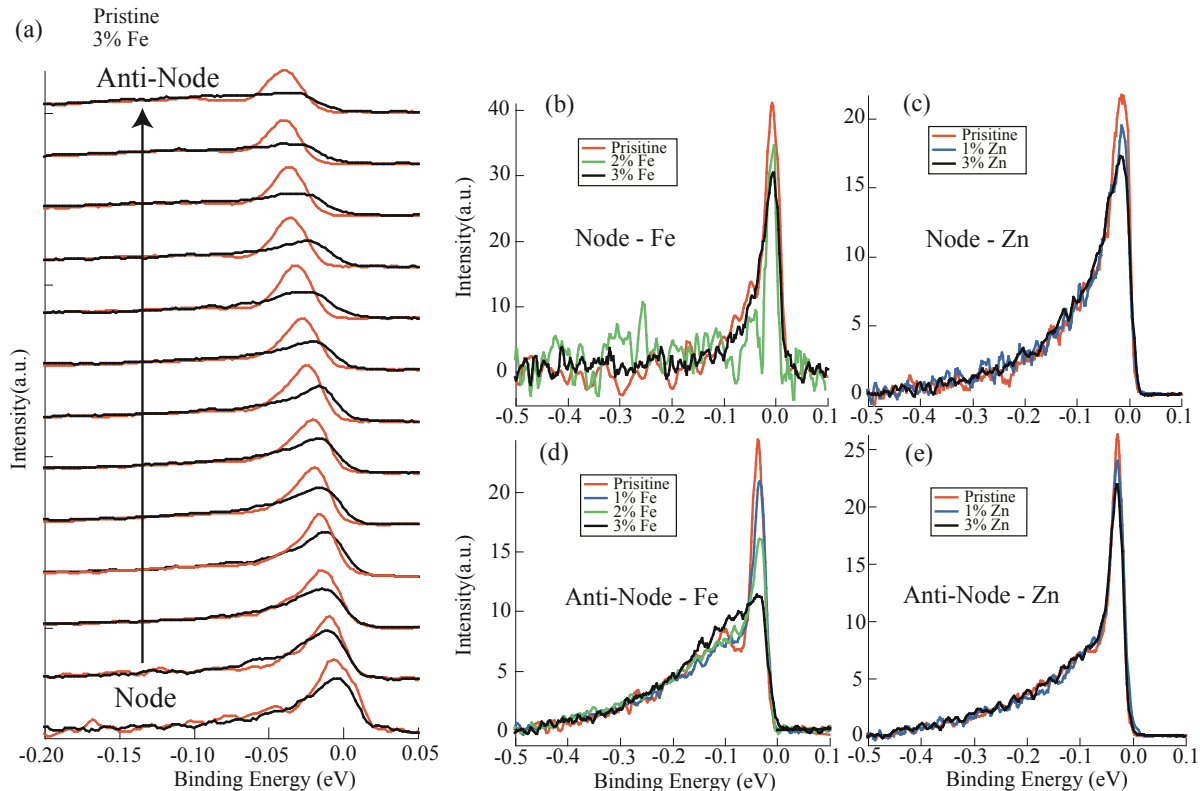 (a)
Pristine
3% Fe
Anti-Node
Node
Intensity(a.u.)
-0.20
-0.15
-0.10
-0.05
0.0
0.05
Binding Energy (eV)
(b)
Prisitine
2% Fe
3% Fe
Node - Fe
Intensity(a.u.)
40
30
20
10
0
-0.5
-0.4
-0.3
-0.2
-0.1
0.0
0.1
(c)
Prisitine
1% Zn
3% Zn
Node - Zn
20
15
10
5
0
-0.5
-0.4
-0.3
-0.2
-0.1
0.0
0.1
(d)
Prisitine
1% Fe
2% Fe
3% Fe
Anti-Node - Fe
Intensity(a.u.)
20
15
10
5
0
-0.5
-0.4
-0.3
-0.2
-0.1
0.0
0.1
Binding Energy (eV)
(e)
Pristine
1% Zn
3% Zn
Anti-Node - Zn
25
20
15
10
5
0
-0.5
-0.4
-0.3
-0.2
-0.1
0.0
0.1
Binding Energy (eV)